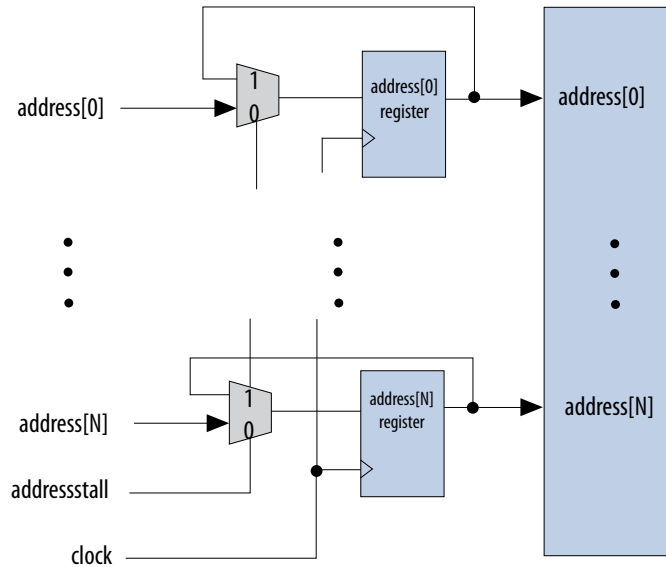 1
0
address[0]
address[0]
register
address[0]
1
0
address[N]
address[N]
register
address[N]
addressstall
clock